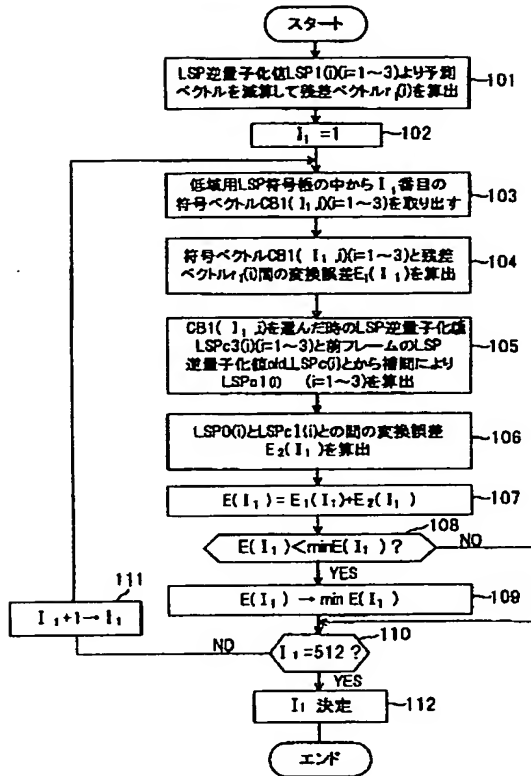 スタート
LSP逆量子化値LSP1(i)(i=1~3)より予測
ベクトルを減算して残差ベクトルr₁(i)を算出
101
I₁ =1
102
低域用LSP符号帳の中からI₁番目の
符号ベクトルCB1(I₁,i)(i=1~3)を取り出す
103
符号ベクトルCB1(I₁,i)(i=1~3)と残差
ベクトルr₁(i)間の変換誤差E₁(I₁)を算出
104
CB1(I₁,i)を選んだ時のLSP逆量子化値
LSPc3(i)(i=1~3)と前フレームのLSP
逆量子化値old_LSPc(i)とから補間により
(i=1~3)を算出
105
LSP0(i)とLSPc1(i)との間の変換誤差
E₂(I₁)を算出
106
E(I₁)=E₁(I₁)+E₂(I₁)
107
108
E(I₁)<minE(I₁)?
NO
YES
E(I₁)→min E(I₁)
109
111
I₁+1→I₁
110
NO
I₁=512?
YES
I₁ 決定
112
エンド